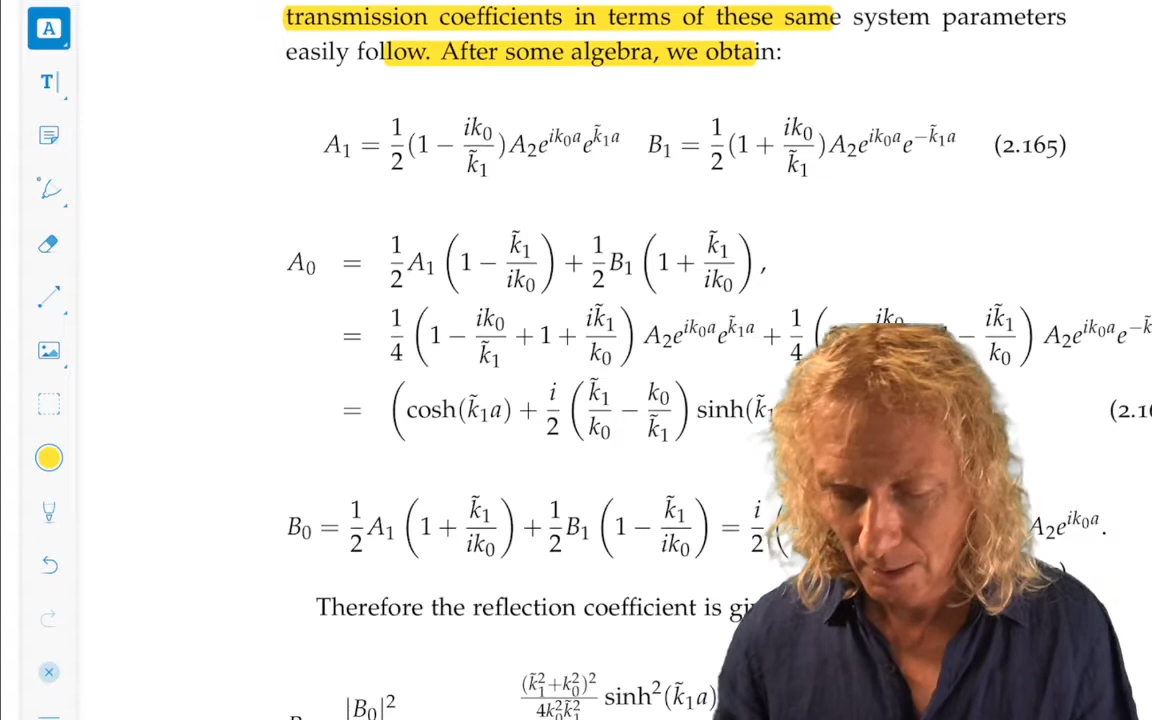 transmission coefficients in terms of these same system parameters
easily follow. After some algebra, we obtain:
A₁ = 1/2 (1 − ik₀/k̃₁) A₂e^{ik₀a}e^{k̃₁a} B₁ = 1/2 (1 + ik₀/k̃₁) A₂e^{ik₀a}e^{−k̃₁a} (2.165)
A₀ = 1/2 A₁ (1 − k̃₁/ik₀) + 1/2 B₁ (1 + k̃₁/ik₀),
= 1/4 (1 − ik₀/k̃₁ + 1 + ik̃₁/k₀) A₂e^{ik₀a}e^{k̃₁a} + 1/4 ( ik₀ − ik̃₁/k₀) A₂e^{ik₀a}e^{−k̃
= (cosh(k̃₁a) + i/2 (k̃₁/k₀ − k₀/k̃₁) sinh(k̃₁ (2.1
B₀ = 1/2 A₁ (1 + k̃₁/ik₀) + 1/2 B₁ (1 − k̃₁/ik₀) = i/2 ( A₂e^{ik₀a}.
Therefore the reflection coefficient is gi
|B₀|² (k̃₁²+k₀²)²/4k₀²k̃₁² sinh²(k̃₁a)
A
T